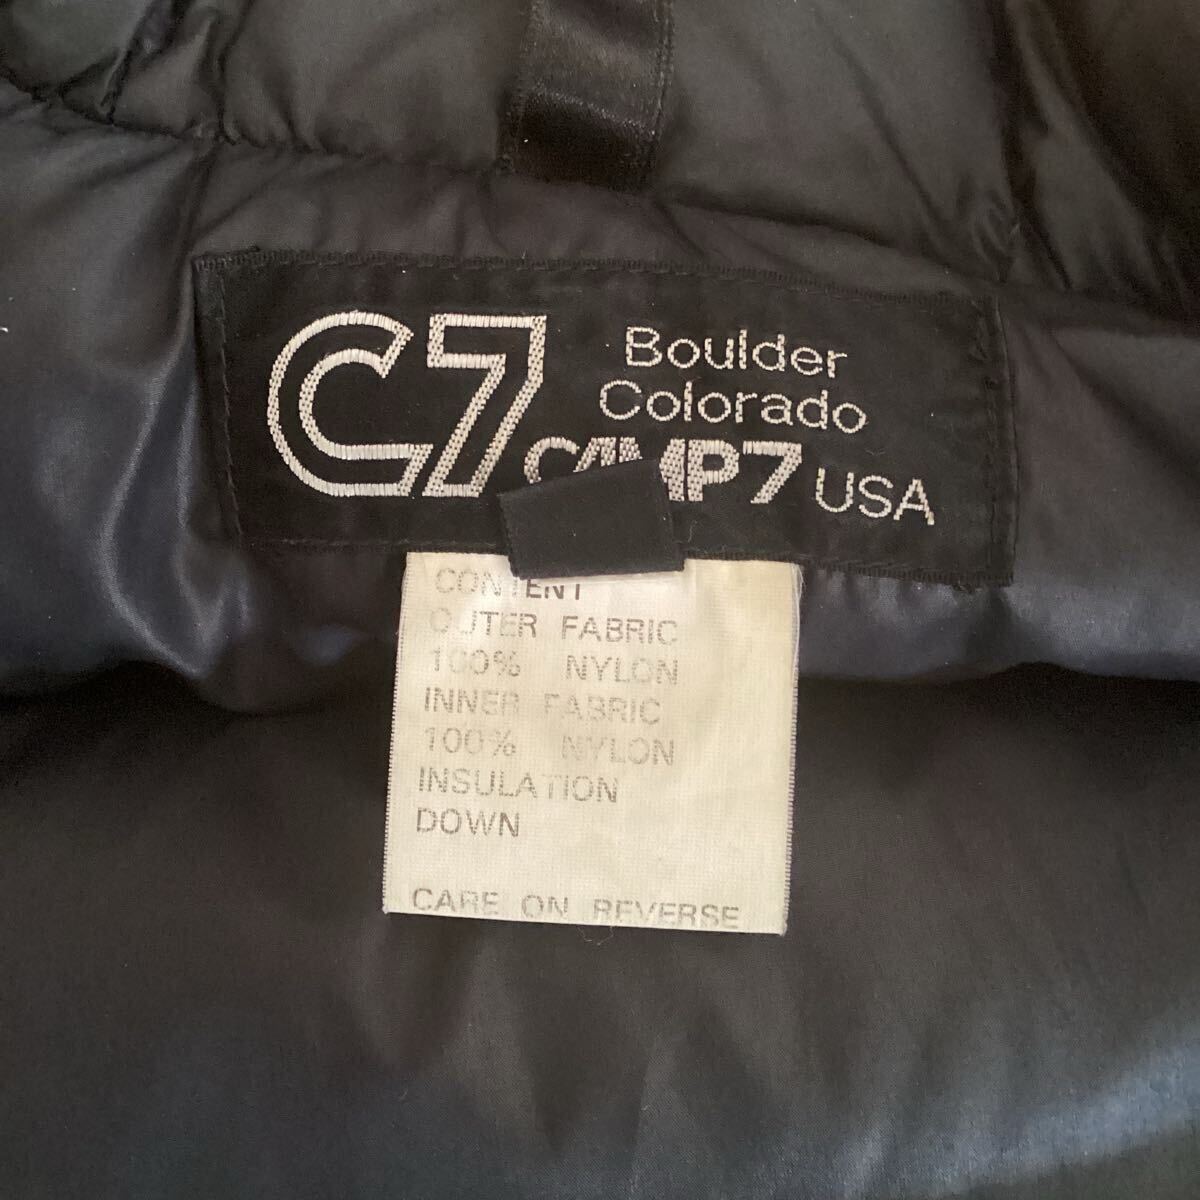 C7
Boulder
Colorado
CAMP7 USA
CONTENT
OUTER FABRIC
100% NYLON
INNER FABRIC
100% NYLON
INSULATION
DOWN
CARE ON REVERSE